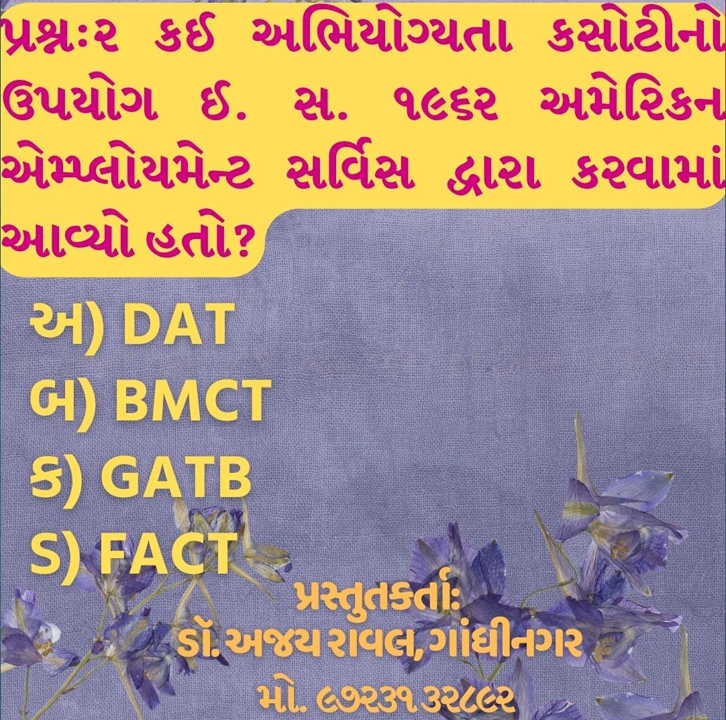 પ્રશ્નઃ૨ કઈ અભિયોગ્યતા કસોટીનો
ઉપયોગ ઈ. સ. ૧૯૬૨ અમેરિકન
એમ્પ્લોયમેન્ટ સર્વિસ દ્વારા કરવામાં
આવ્યો હતો?
અ) DAT
બ) BMCT
ક) GATB
ડ) FACT
પ્રસ્તુતકર્તા:
ડૉ. અજય રાવલ, ગાંધીનગર
મો. ૯૭૨૩૧ ૩૨૮૯૨